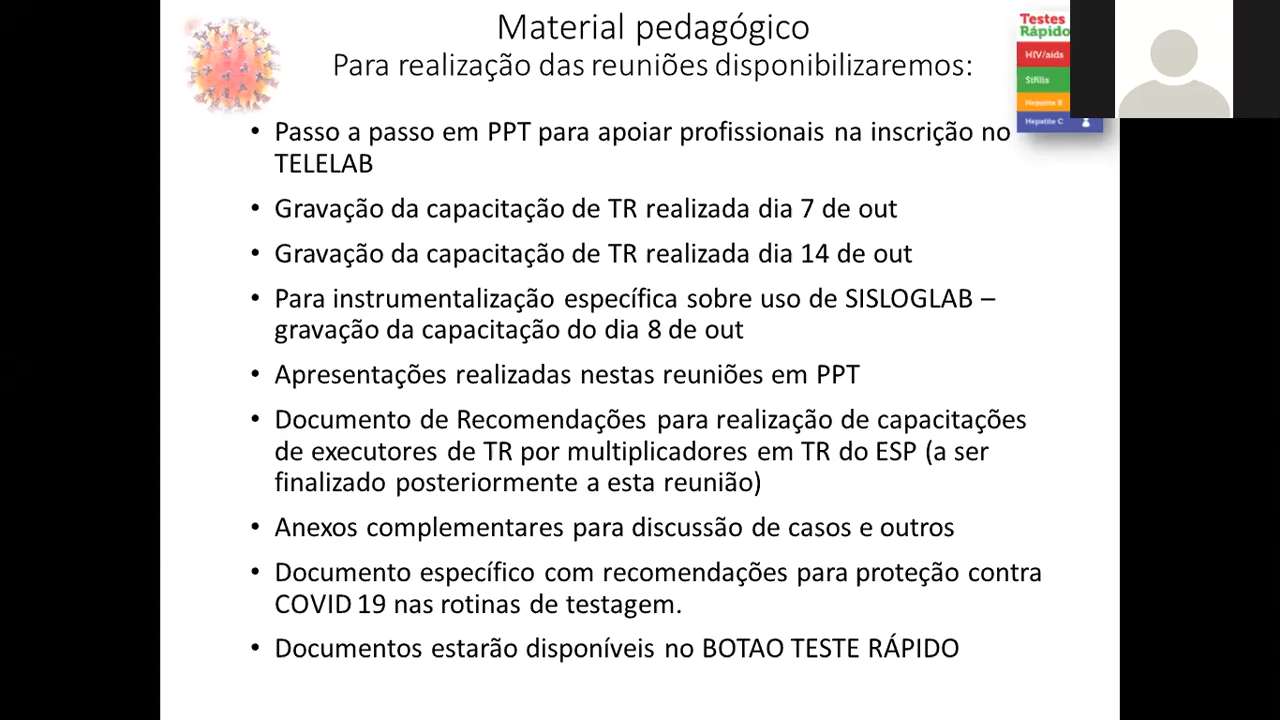 Material pedagógico
Para realização das reuniões disponibilizaremos:
Testes
Rápido
HIV/aids
Sífilis
Hepatite B
Hepatite C
• Passo a passo em PPT para apoiar profissionais na inscrição no
TELELAB
• Gravação da capacitação de TR realizada dia 7 de out
• Gravação da capacitação de TR realizada dia 14 de out
• Para instrumentalização específica sobre uso de SISLOGLAB –
gravação da capacitação do dia 8 de out
• Apresentações realizadas nestas reuniões em PPT
• Documento de Recomendações para realização de capacitações
de executores de TR por multiplicadores em TR do ESP (a ser
finalizado posteriormente a esta reunião)
• Anexos complementares para discussão de casos e outros
• Documento específico com recomendações para proteção contra
COVID 19 nas rotinas de testagem.
• Documentos estarão disponíveis no BOTAO TESTE RÁPIDO